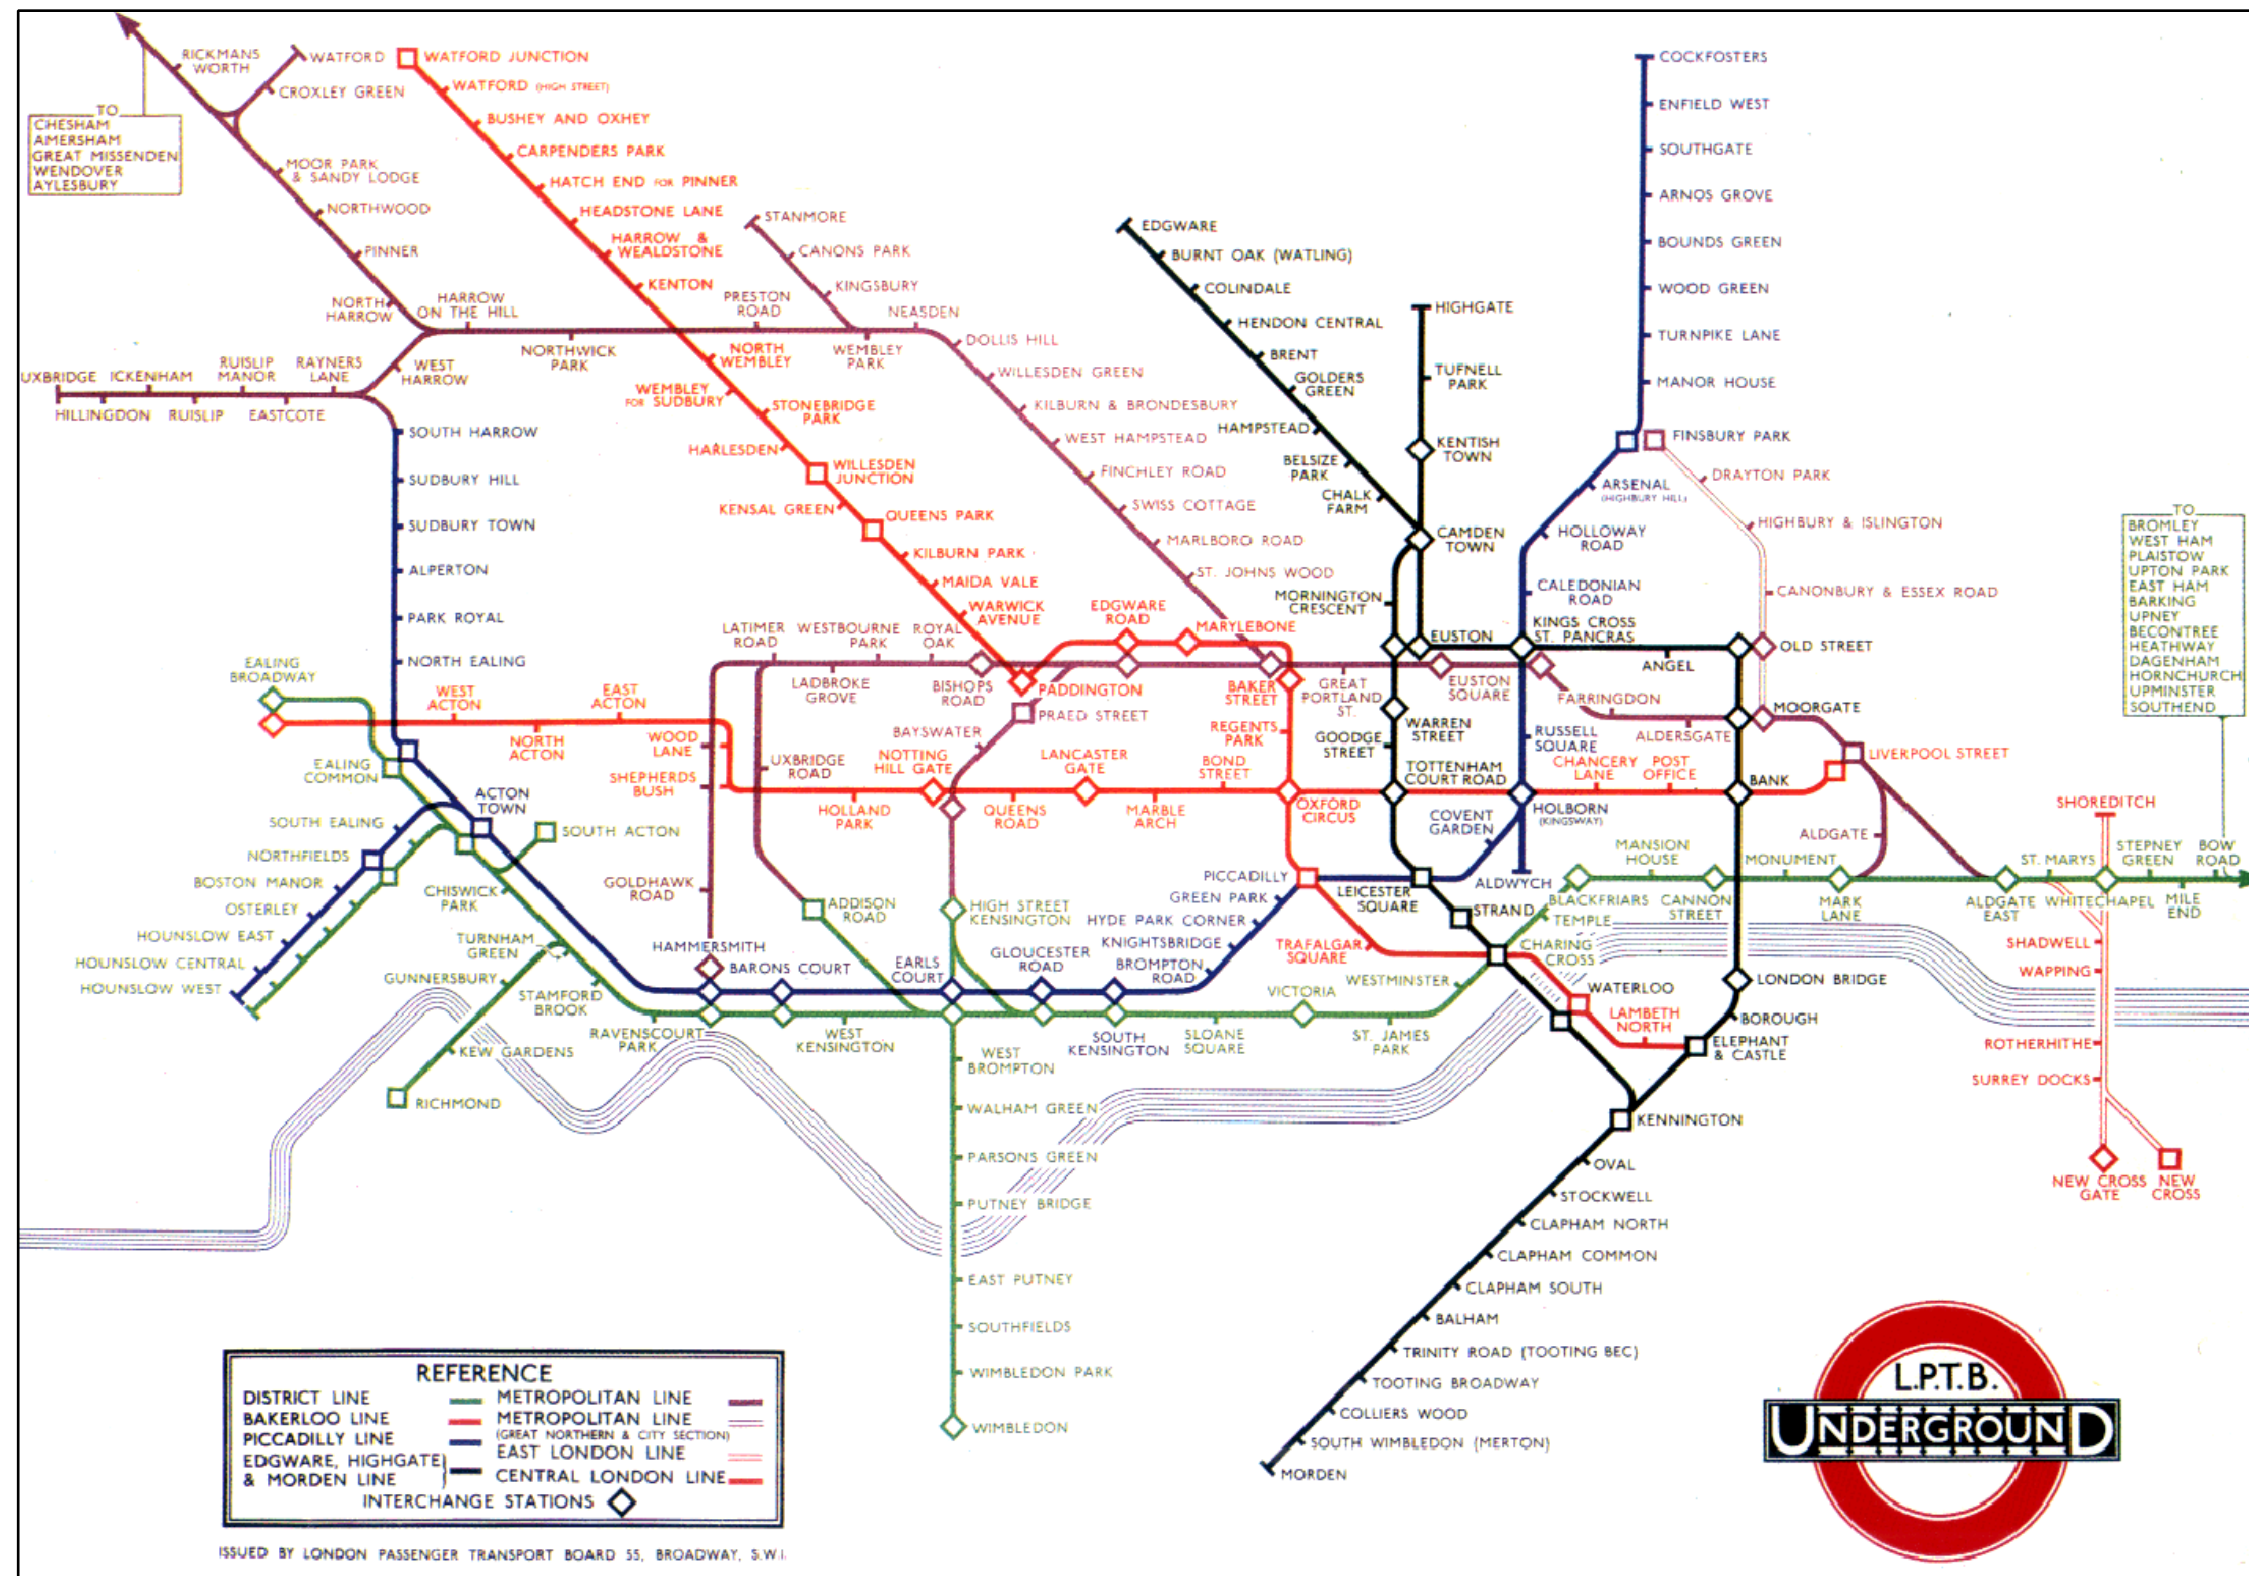 RICKMANS
WORTH
WATFORD
CROXLEY GREEN
TO
CHESHAM
AMERSHAM
GREAT MISSENDEN
WENDOVER
AYLESBURY
MOOR PARK
& SANDY LODGE
NORTHWOOD
PINNER
NORTH
HARROW
HARROW
ON THE HILL
NORTHWICK
PARK
PRESTON
ROAD
WEMBLEY
PARK
NEASDEN
STANMORE
CANONS PARK
KINGSBURY
DOLLIS HILL
WILLESDEN GREEN
KILBURN & BRONDESBURY
WEST HAMPSTEAD
FINCHLEY ROAD
SWISS COTTAGE
MARLBORO ROAD
ST. JOHNS WOOD
UXBRIDGE
HILLINGDON
ICKENHAM
RUISLIP
RUISLIP
MANOR
EASTCOTE
RAYNERS
LANE
WEST
HARROW
WATFORD JUNCTION
WATFORD (HIGH STREET)
BUSHEY AND OXHEY
CARPENDERS PARK
HATCH END FOR PINNER
HEADSTONE LANE
HARROW &
WEALDSTONE
KENTON
NORTH
WEMBLEY
WEMBLEY
FOR SUDBURY
STONEBRIDGE
PARK
HARLESDEN
WILLESDEN
JUNCTION
KENSAL GREEN
QUEENS PARK
KILBURN PARK
MAIDA VALE
WARWICK
AVENUE
PADDINGTON
EDGWARE
ROAD
MARYLEBONE
BAKER
STREET
REGENTS
PARK
OXFORD
CIRCUS
EDGWARE
BURNT OAK (WATLING)
COLINDALE
HENDON CENTRAL
BRENT
GOLDERS
GREEN
HAMPSTEAD
BELSIZE
PARK
CHALK
FARM
HIGHGATE
TUFNELL
PARK
KENTISH
TOWN
CAMDEN
TOWN
MORNINGTON
CRESCENT
EUSTON
WARREN
STREET
GOODGE
STREET
TOTTENHAM
COURT ROAD
COCKFOSTERS
ENFIELD WEST
SOUTHGATE
ARNOS GROVE
BOUNDS GREEN
WOOD GREEN
TURNPIKE LANE
MANOR HOUSE
FINSBURY PARK
DRAYTON PARK
HIGHBURY & ISLINGTON
CANONBURY & ESSEX ROAD
OLD STREET
MOORGATE
ARSENAL
(HIGHBURY HILL)
HOLLOWAY
ROAD
CALEDONIAN
ROAD
KINGS CROSS
ST. PANCRAS
ANGEL
RUSSELL
SQUARE
HOLBORN
(KINGSWAY)
COVENT
GARDEN
ALDWYCH
SOUTH HARROW
SUDBURY HILL
SUDBURY TOWN
ALPERTON
PARK ROYAL
NORTH EALING
EALING
BROADWAY
WEST
ACTON
NORTH
ACTON
EAST
ACTON
WOOD
LANE
SHEPHERDS
BUSH
HOLLAND
PARK
NOTTING
HILL GATE
QUEENS
ROAD
LANCASTER
GATE
MARBLE
ARCH
BOND
STREET
CHANCERY
LANE
POST
OFFICE
BANK
LIVERPOOL STREET
LATIMER
ROAD
LADBROKE
GROVE
WESTBOURNE
PARK
ROYAL
OAK
BISHOPS
ROAD
PRAED STREET
BAYSWATER
GREAT
PORTLAND
ST.
EUSTON
SQUARE
FARRINGDON
ALDERSGATE
ALDGATE
UXBRIDGE
ROAD
GOLDHAWK
ROAD
ADDISON
ROAD
HIGH STREET
KENSINGTON
EALING
COMMON
ACTON
TOWN
SOUTH ACTON
SOUTH EALING
NORTHFIELDS
BOSTON MANOR
OSTERLEY
HOUNSLOW EAST
HOUNSLOW CENTRAL
HOUNSLOW WEST
CHISWICK
PARK
TURNHAM
GREEN
GUNNERSBURY
KEW GARDENS
RICHMOND
STAMFORD
BROOK
RAVENSCOURT
PARK
HAMMERSMITH
BARONS COURT
WEST
KENSINGTON
EARLS
COURT
GLOUCESTER
ROAD
SOUTH
KENSINGTON
BROMPTON
ROAD
KNIGHTSBRIDGE
HYDE PARK CORNER
GREEN PARK
PICCADILLY
LEICESTER
SQUARE
STRAND
TRAFALGAR
SQUARE
SLOANE
SQUARE
VICTORIA
ST. JAMES
PARK
WESTMINSTER
CHARING
CROSS
TEMPLE
BLACKFRIARS
MANSION
HOUSE
CANNON
STREET
MONUMENT
MARK
LANE
ALDGATE
EAST
ST. MARYS
WHITECHAPEL
STEPNEY
GREEN
MILE
END
BOW
ROAD
TO
BROMLEY
WEST HAM
PLAISTOW
UPTON PARK
EAST HAM
BARKING
UPNEY
BECONTREE
HEATHWAY
DAGENHAM
HORNCHURCH
UPMINSTER
SOUTHEND
SHOREDITCH
SHADWELL
WAPPING
ROTHERHITHE
SURREY DOCKS
NEW CROSS
GATE
NEW
CROSS
WATERLOO
LAMBETH
NORTH
ELEPHANT
& CASTLE
LONDON BRIDGE
BOROUGH
KENNINGTON
OVAL
STOCKWELL
CLAPHAM NORTH
CLAPHAM COMMON
CLAPHAM SOUTH
BALHAM
TRINITY ROAD (TOOTING BEC)
TOOTING BROADWAY
COLLIERS WOOD
SOUTH WIMBLEDON (MERTON)
MORDEN
WEST
BROMPTON
WALHAM GREEN
PARSONS GREEN
PUTNEY BRIDGE
EAST PUTNEY
SOUTHFIELDS
WIMBLEDON PARK
WIMBLEDON
REFERENCE
DISTRICT LINE
BAKERLOO LINE
PICCADILLY LINE
EDGWARE, HIGHGATE
& MORDEN LINE
METROPOLITAN LINE
METROPOLITAN LINE
(GREAT NORTHERN & CITY SECTION)
EAST LONDON LINE
CENTRAL LONDON LINE
INTERCHANGE STATIONS
ISSUED BY LONDON PASSENGER TRANSPORT BOARD 55, BROADWAY, S.W.1.
L.P.T.B.
UNDERGROUND